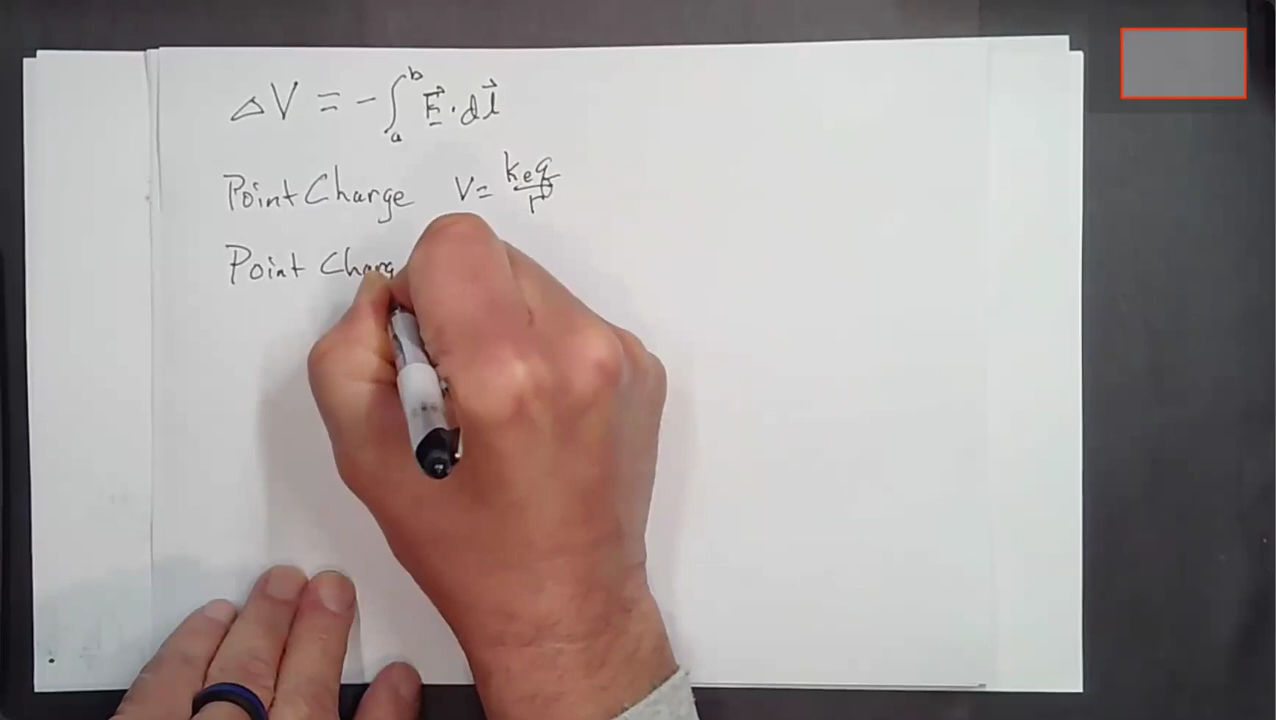 ΔV = -∫ₐᵇ E⃗ · dl⃗
Point Charge V = kₑq/r
Point Charg